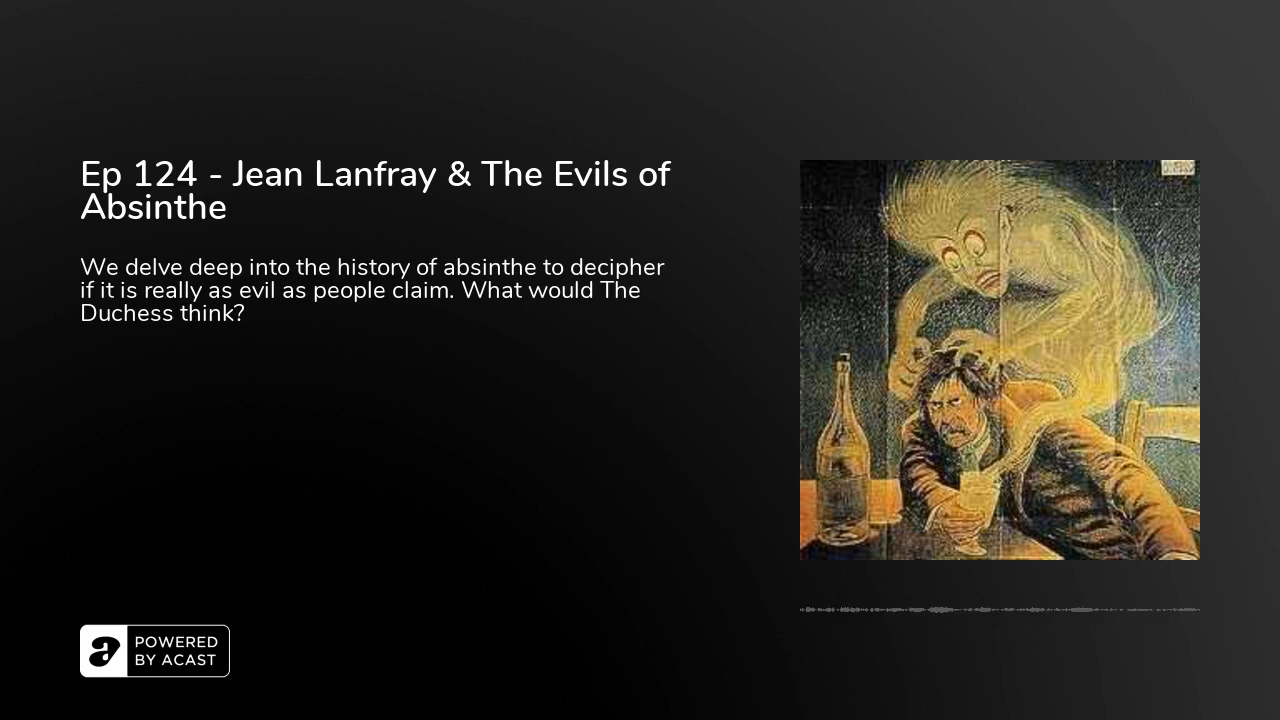 Ep 124 - Jean Lanfray & The Evils of
Absinthe
We delve deep into the history of absinthe to decipher
if it is really as evil as people claim. What would The
Duchess think?
POWERED
BY ACAST